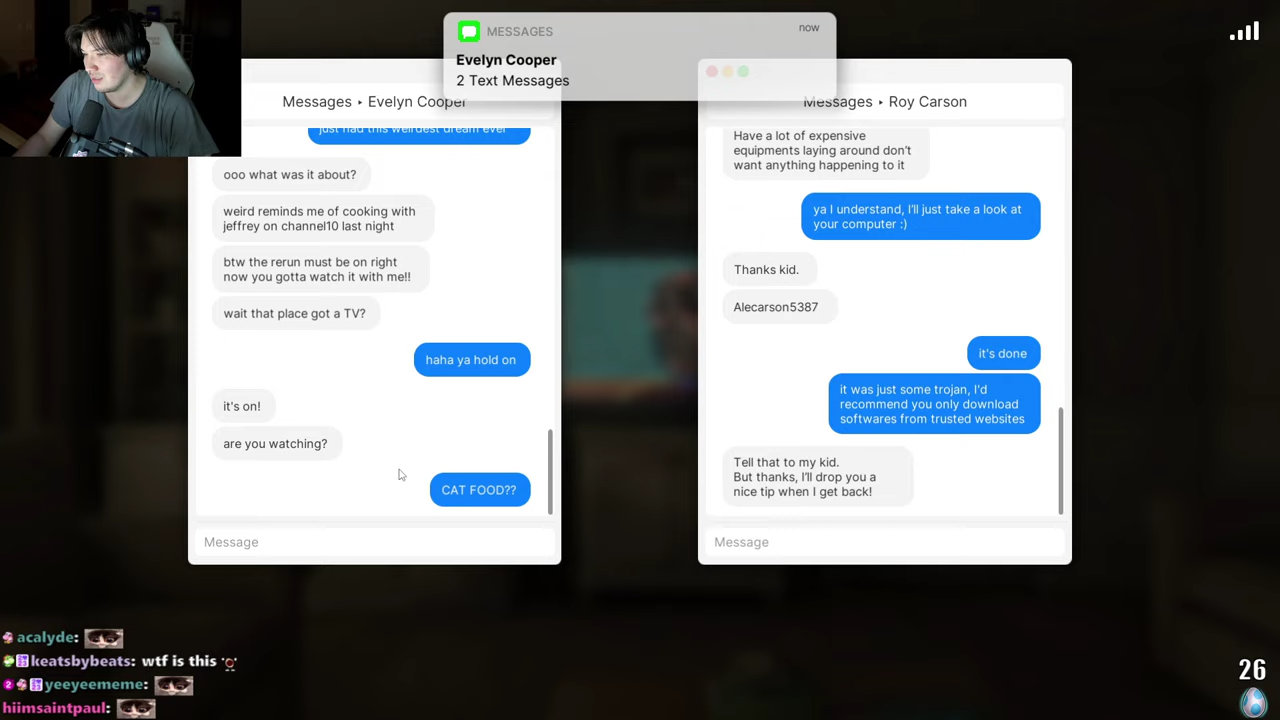 MESSAGES
now
Evelyn Cooper
2 Text Messages
Messages ▸ Evelyn Cooper
just had this weirdest dream ever
ooo what was it about?
weird reminds me of cooking with
jeffrey on channel10 last night
btw the rerun must be on right
now you gotta watch it with me!!
wait that place got a TV?
haha ya hold on
it's on!
are you watching?
CAT FOOD??
Message
Messages ▸ Roy Carson
Have a lot of expensive
equipments laying around don't
want anything happening to it
ya I understand, I'll just take a look at
your computer :)
Thanks kid.
Alecarson5387
it's done
it was just some trojan, I'd
recommend you only download
softwares from trusted websites
Tell that to my kid.
But thanks, I'll drop you a
nice tip when I get back!
Message
acalyde:
keatsbybeats: wtf is this
yeeyeememe:
hiimsaintpaul:
26